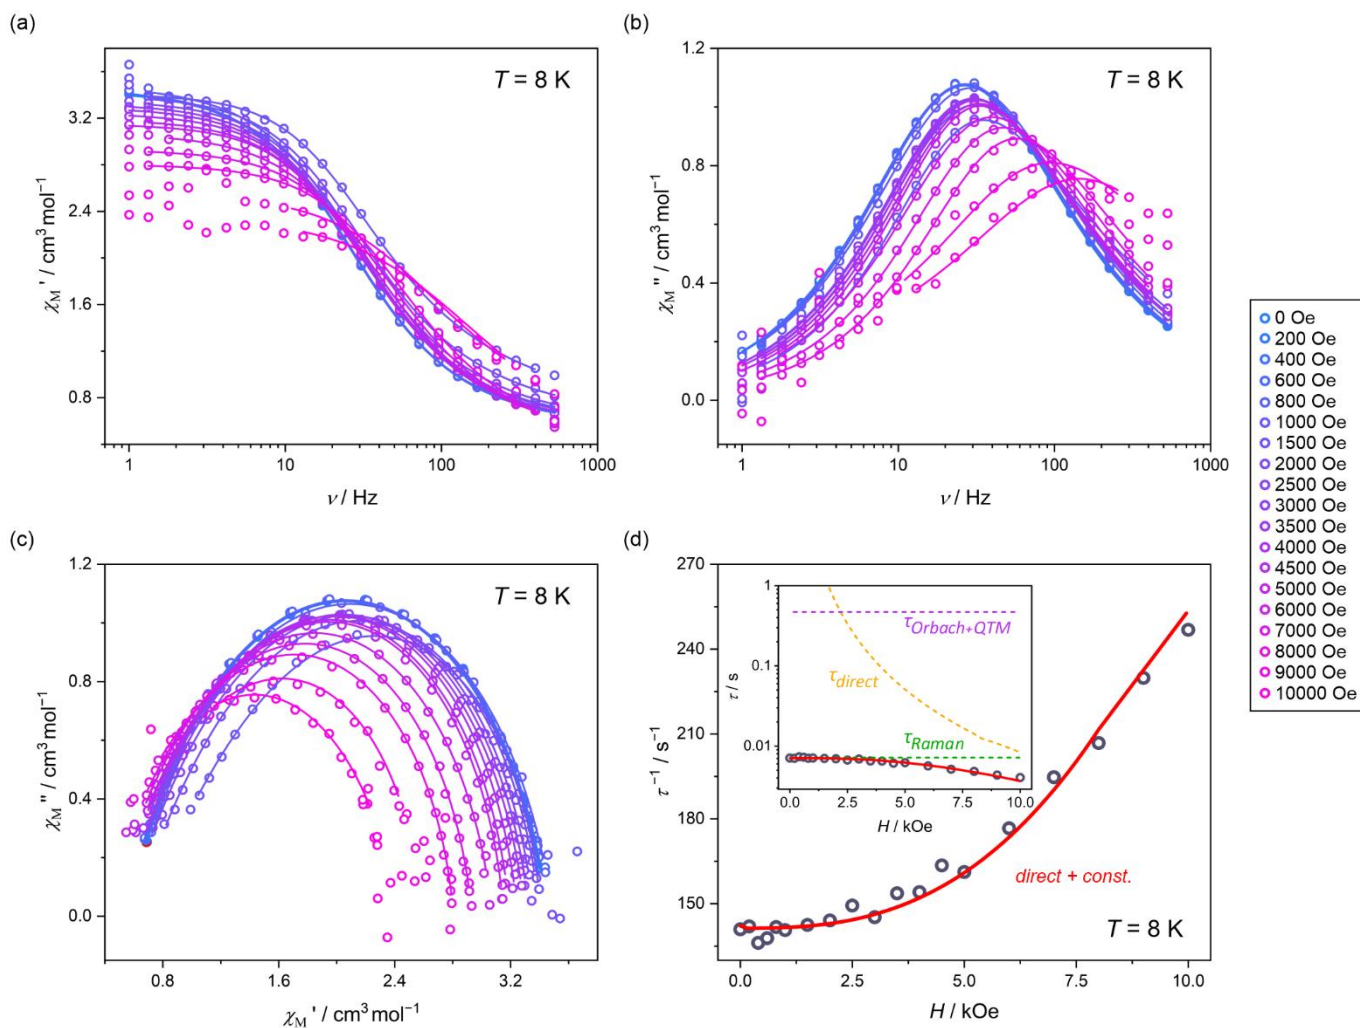 (a)
T = 8 K
χM' / cm³ mol⁻¹
3.2
2.4
1.6
0.8
1
10
100
1000
ν / Hz
(b)
T = 8 K
χM" / cm³ mol⁻¹
1.2
0.8
0.4
0.0
1
10
100
1000
ν / Hz
0 Oe
200 Oe
400 Oe
600 Oe
800 Oe
1000 Oe
1500 Oe
2000 Oe
2500 Oe
3000 Oe
3500 Oe
4000 Oe
4500 Oe
5000 Oe
6000 Oe
7000 Oe
8000 Oe
9000 Oe
10000 Oe
(c)
T = 8 K
χM" / cm³ mol⁻¹
1.2
0.8
0.4
0.0
0.8
1.6
2.4
3.2
χM' / cm³ mol⁻¹
(d)
τ⁻¹ / s⁻¹
270
240
210
180
150
τ / s
1
0.1
0.01
τOrbach+QTM
τdirect
τRaman
0.0
2.5
5.0
7.5
10.0
H / kOe
direct + const.
T = 8 K
0.0
2.5
5.0
7.5
10.0
H / kOe